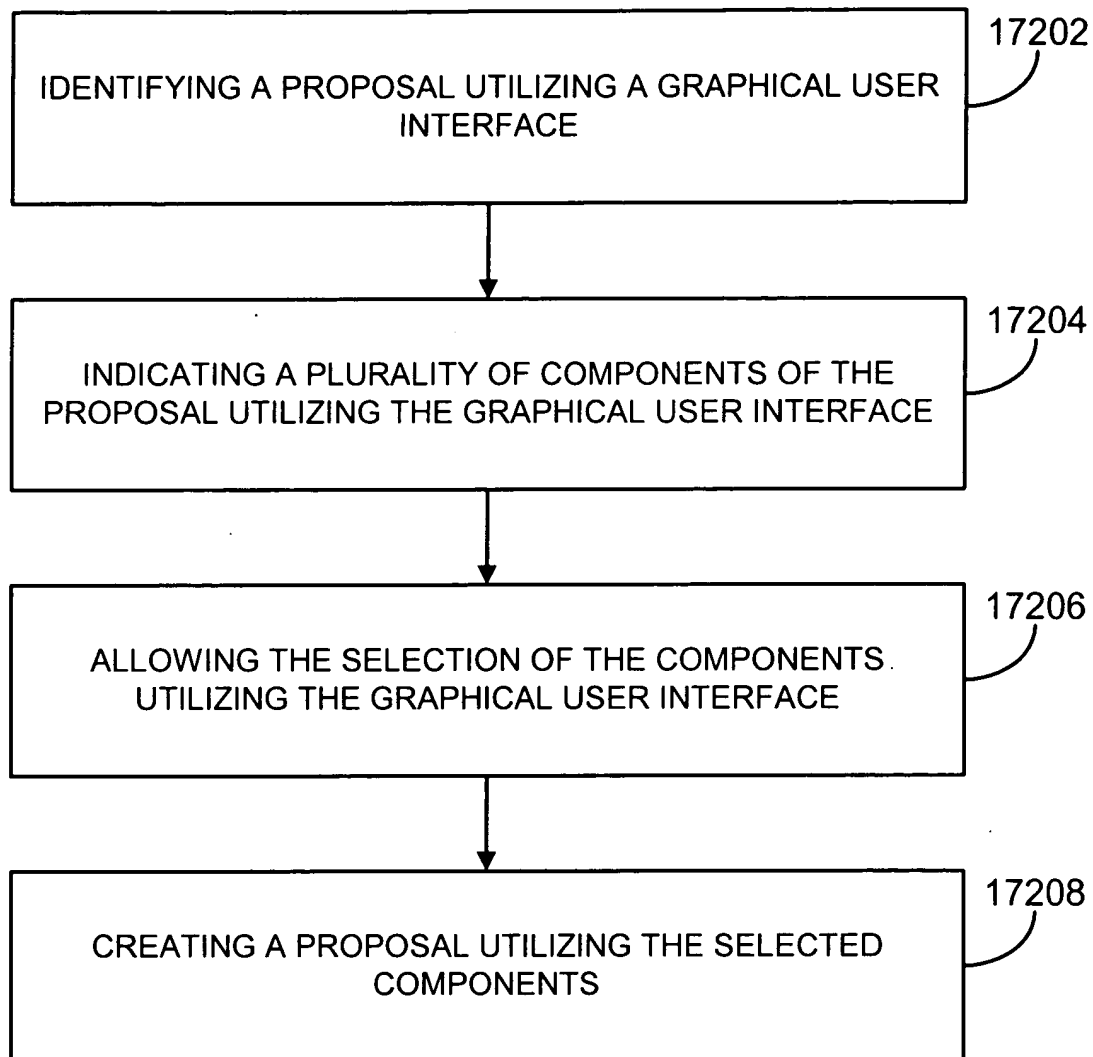 17202
IDENTIFYING A PROPOSAL UTILIZING A GRAPHICAL USER
INTERFACE
17204
INDICATING A PLURALITY OF COMPONENTS OF THE
PROPOSAL UTILIZING THE GRAPHICAL USER INTERFACE
17206
ALLOWING THE SELECTION OF THE COMPONENTS
UTILIZING THE GRAPHICAL USER INTERFACE
17208
CREATING A PROPOSAL UTILIZING THE SELECTED
COMPONENTS